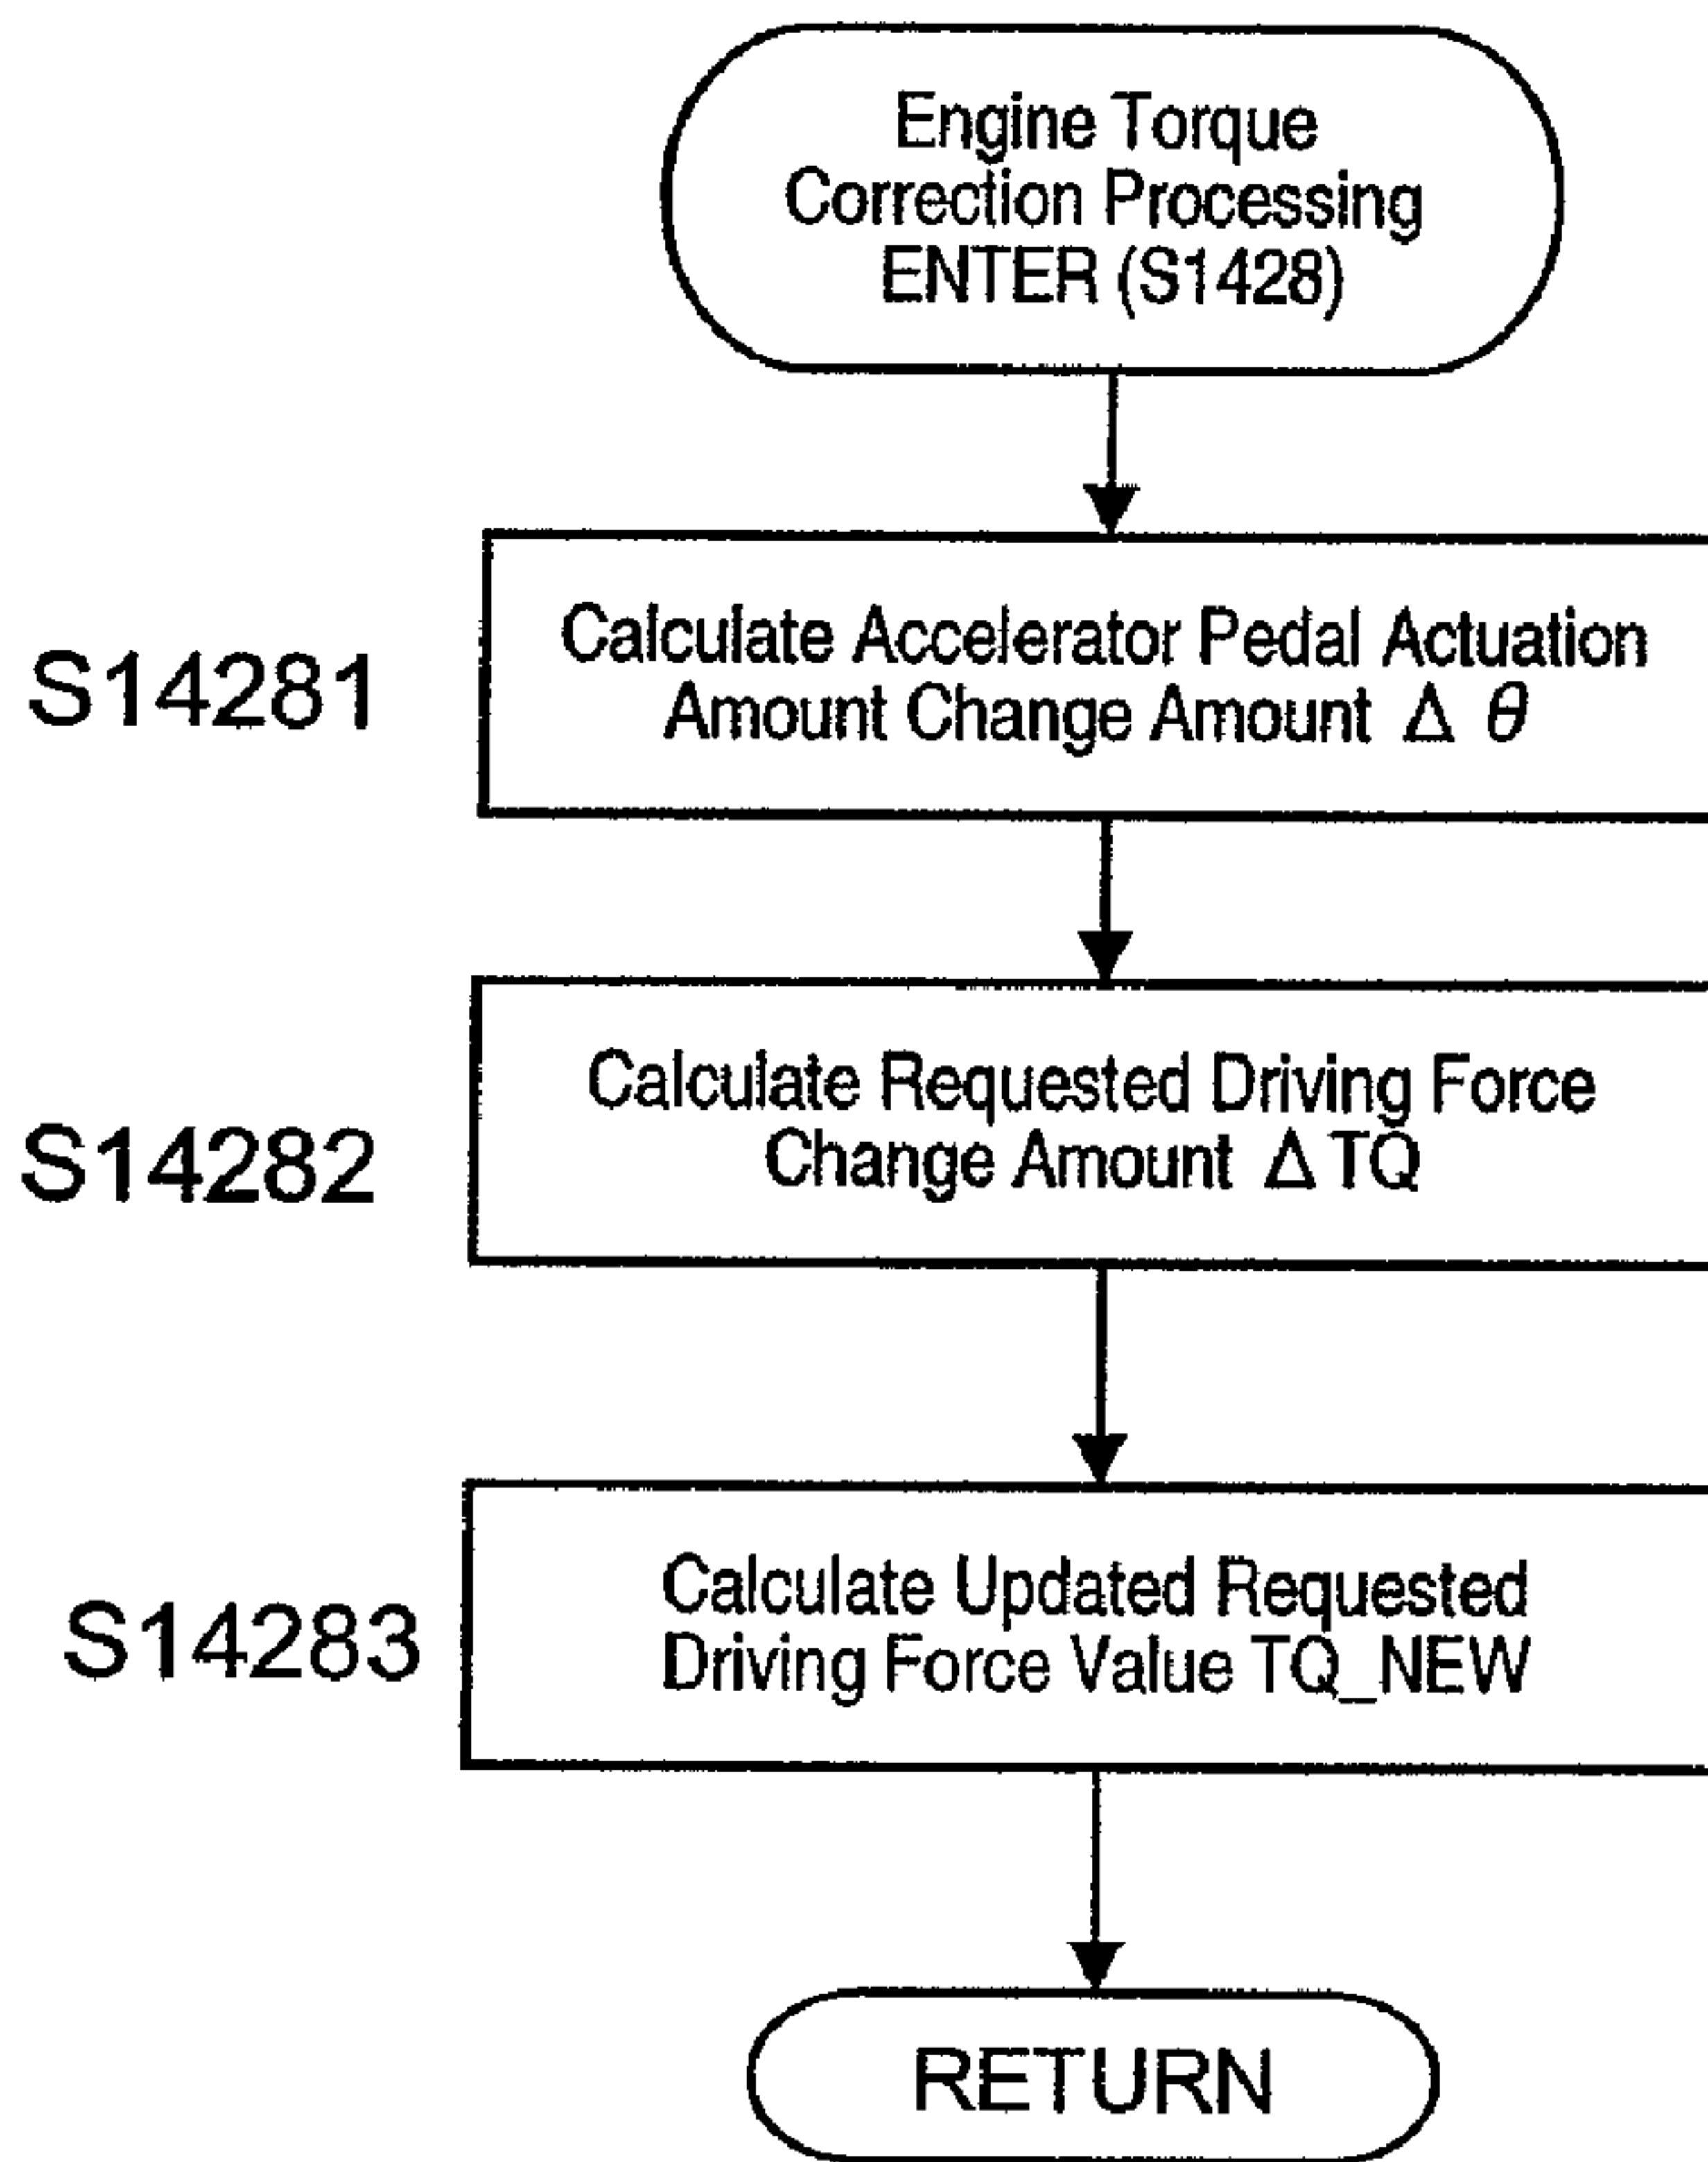 Engine Torque
Correction Processing
ENTER (S1428)
S14281
Calculate Accelerator Pedal Actuation
Amount Change Amount Δ θ
S14282
Calculate Requested Driving Force
Change Amount Δ TQ
S14283
Calculate Updated Requested
Driving Force Value TQ_NEW
RETURN